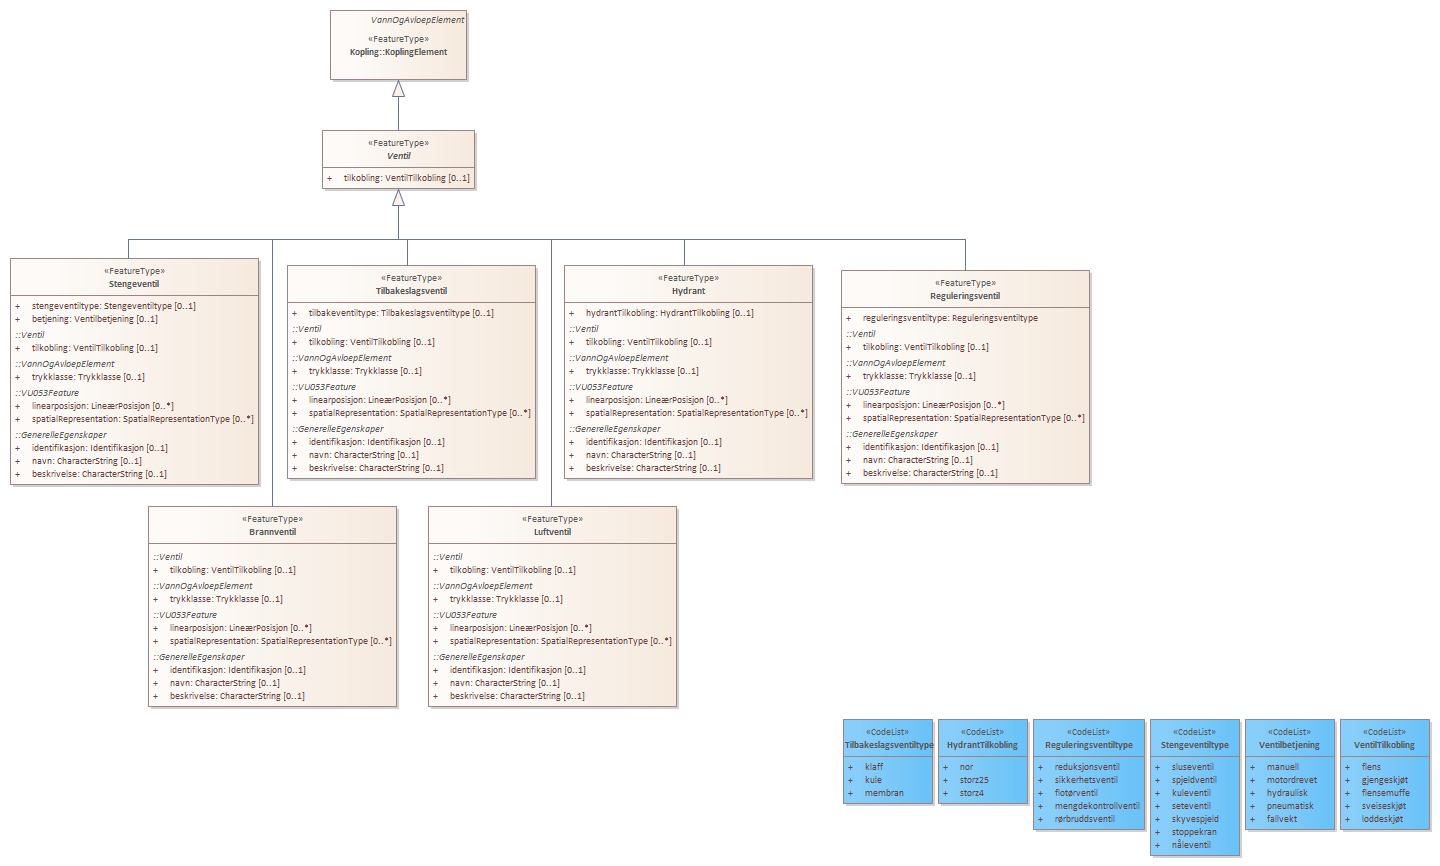 VannOgAvloepElement
«FeatureType»
Kopling::KoplingElement
«FeatureType»
Ventil
+ tilkobling: VentilTilkobling [0..1]
«FeatureType»
Stengeventil
+ stengeventiltype: Stengeventiltype [0..1]
+ betjening: Ventilbetjening [0..1]
::Ventil
+ tilkobling: VentilTilkobling [0..1]
::VannOgAvloepElement
+ trykklasse: Trykklasse [0..1]
::VU053Feature
+ linearposisjon: LineærPosisjon [0..*]
+ spatialRepresentation: SpatialRepresentationType [0..*]
::GenerelleEgenskaper
+ identifikasjon: Identifikasjon [0..1]
+ navn: CharacterString [0..1]
+ beskrivelse: CharacterString [0..1]
«FeatureType»
Tilbakeslagsventil
+ tilbakeventiltype: Tilbakeslagsventiltype [0..1]
::Ventil
+ tilkobling: VentilTilkobling [0..1]
::VannOgAvloepElement
+ trykklasse: Trykklasse [0..1]
::VU053Feature
+ linearposisjon: LineærPosisjon [0..*]
+ spatialRepresentation: SpatialRepresentationType [0..*]
::GenerelleEgenskaper
+ identifikasjon: Identifikasjon [0..1]
+ navn: CharacterString [0..1]
+ beskrivelse: CharacterString [0..1]
«FeatureType»
Hydrant
+ hydrantTilkobling: HydrantTilkobling [0..1]
::Ventil
+ tilkobling: VentilTilkobling [0..1]
::VannOgAvloepElement
+ trykklasse: Trykklasse [0..1]
::VU053Feature
+ linearposisjon: LineærPosisjon [0..*]
+ spatialRepresentation: SpatialRepresentationType [0..*]
::GenerelleEgenskaper
+ identifikasjon: Identifikasjon [0..1]
+ navn: CharacterString [0..1]
+ beskrivelse: CharacterString [0..1]
«FeatureType»
Reguleringsventil
+ reguleringsventiltype: Reguleringsventiltype
::Ventil
+ tilkobling: VentilTilkobling [0..1]
::VannOgAvloepElement
+ trykklasse: Trykklasse [0..1]
::VU053Feature
+ linearposisjon: LineærPosisjon [0..*]
+ spatialRepresentation: SpatialRepresentationType [0..*]
::GenerelleEgenskaper
+ identifikasjon: Identifikasjon [0..1]
+ navn: CharacterString [0..1]
+ beskrivelse: CharacterString [0..1]
«FeatureType»
Brannventil
::Ventil
+ tilkobling: VentilTilkobling [0..1]
::VannOgAvloepElement
+ trykklasse: Trykklasse [0..1]
::VU053Feature
+ linearposisjon: LineærPosisjon [0..*]
+ spatialRepresentation: SpatialRepresentationType [0..*]
::GenerelleEgenskaper
+ identifikasjon: Identifikasjon [0..1]
+ navn: CharacterString [0..1]
+ beskrivelse: CharacterString [0..1]
«FeatureType»
Luftventil
::Ventil
+ tilkobling: VentilTilkobling [0..1]
::VannOgAvloepElement
+ trykklasse: Trykklasse [0..1]
::VU053Feature
+ linearposisjon: LineærPosisjon [0..*]
+ spatialRepresentation: SpatialRepresentationType [0..*]
::GenerelleEgenskaper
+ identifikasjon: Identifikasjon [0..1]
+ navn: CharacterString [0..1]
+ beskrivelse: CharacterString [0..1]
«CodeList»
Tilbakeslagsventiltype
+ klaff
+ kule
+ membran
«CodeList»
HydrantTilkobling
+ nor
+ storz25
+ storz4
«CodeList»
Reguleringsventiltype
+ reduksjonsventil
+ sikkerhetsventil
+ flotørventil
+ mengdekontrollventil
+ rørbruddsventil
«CodeList»
Stengeventiltype
+ sluseventil
+ spjeldventil
+ kuleventil
+ seteventil
+ skyvespjeld
+ stoppekran
+ nåleventil
«CodeList»
Ventilbetjening
+ manuell
+ motordrevet
+ hydraulisk
+ pneumatisk
+ fallvekt
«CodeList»
VentilTilkobling
+ flens
+ gjengeskjøt
+ flensemuffe
+ sveiseskjøt
+ loddeskjøt